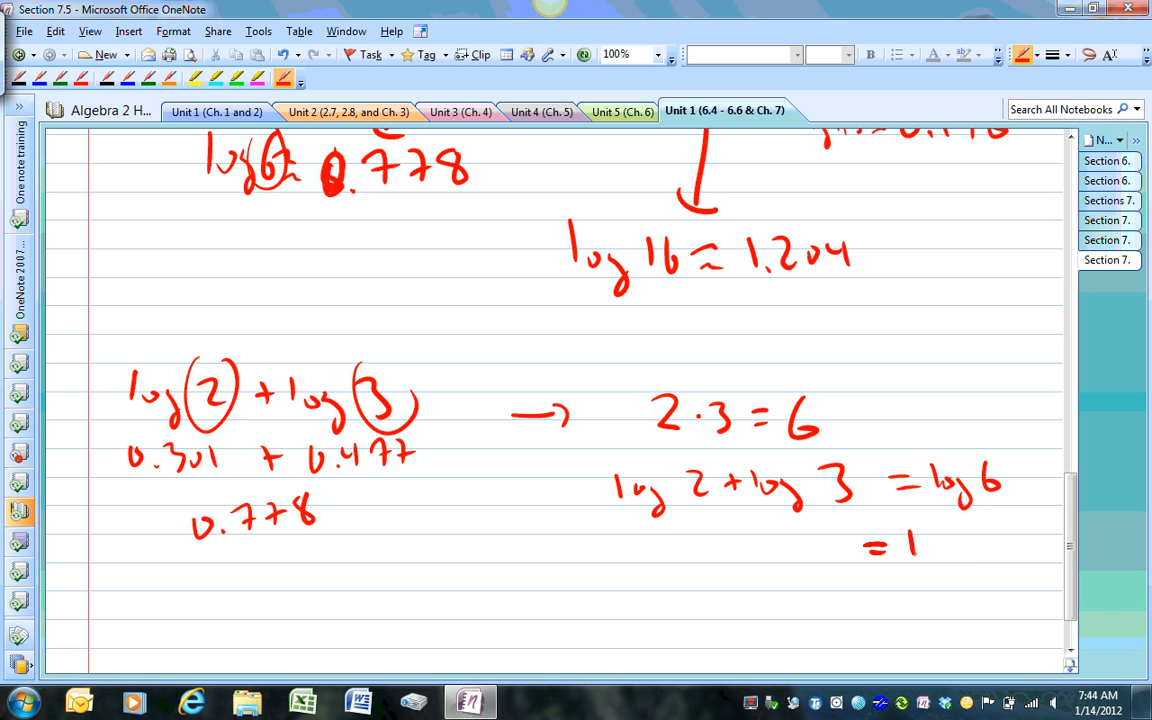 Section 7.5 - Microsoft Office OneNote
File Edit View Insert Format Share Tools Table Window Help
New Task Tag Clip 100%
Algebra 2 H... Unit 1 (Ch. 1 and 2) Unit 2 (2.7, 2.8, and Ch. 3) Unit 3 (Ch. 4) Unit 4 (Ch. 5) Unit 5 (Ch. 6) Unit 1 (6.4 - 6.6 & Ch. 7) Search All Notebooks
One note training
OneNote 2007...
N...
Section 6.
Section 6.
Sections 7.
Section 7.
Section 7.
Section 7.
log 6 ≈ 0.778
log 16 ≈ 1.204
log 2 + log 3 → 2 · 3 = 6
0.301 + 0.477
log 2 + log 3 = log 6
0.778
= 1
7:44 AM
1/14/2012